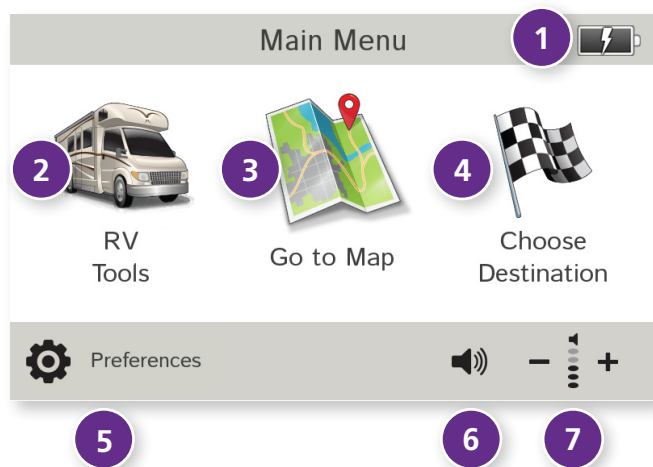 Main Menu
1
2
3
4
RV
Tools
Go to Map
Choose
Destination
Preferences
5
6
7